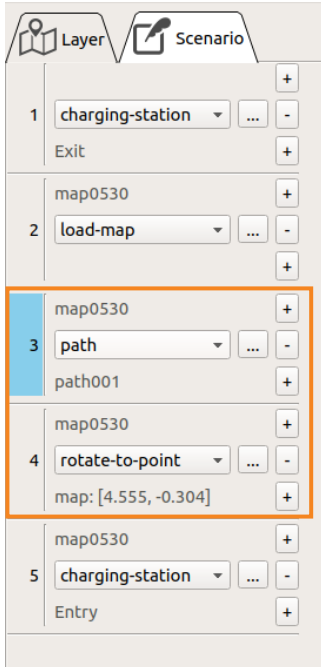 Layer Scenario
+
1 charging-station ... -
Exit +
map0530 +
2 load-map ... -
+
map0530 +
3 path ... -
path001 +
map0530 +
4 rotate-to-point ... -
map: [4.555, -0.304] +
map0530 +
5 charging-station ... -
Entry +